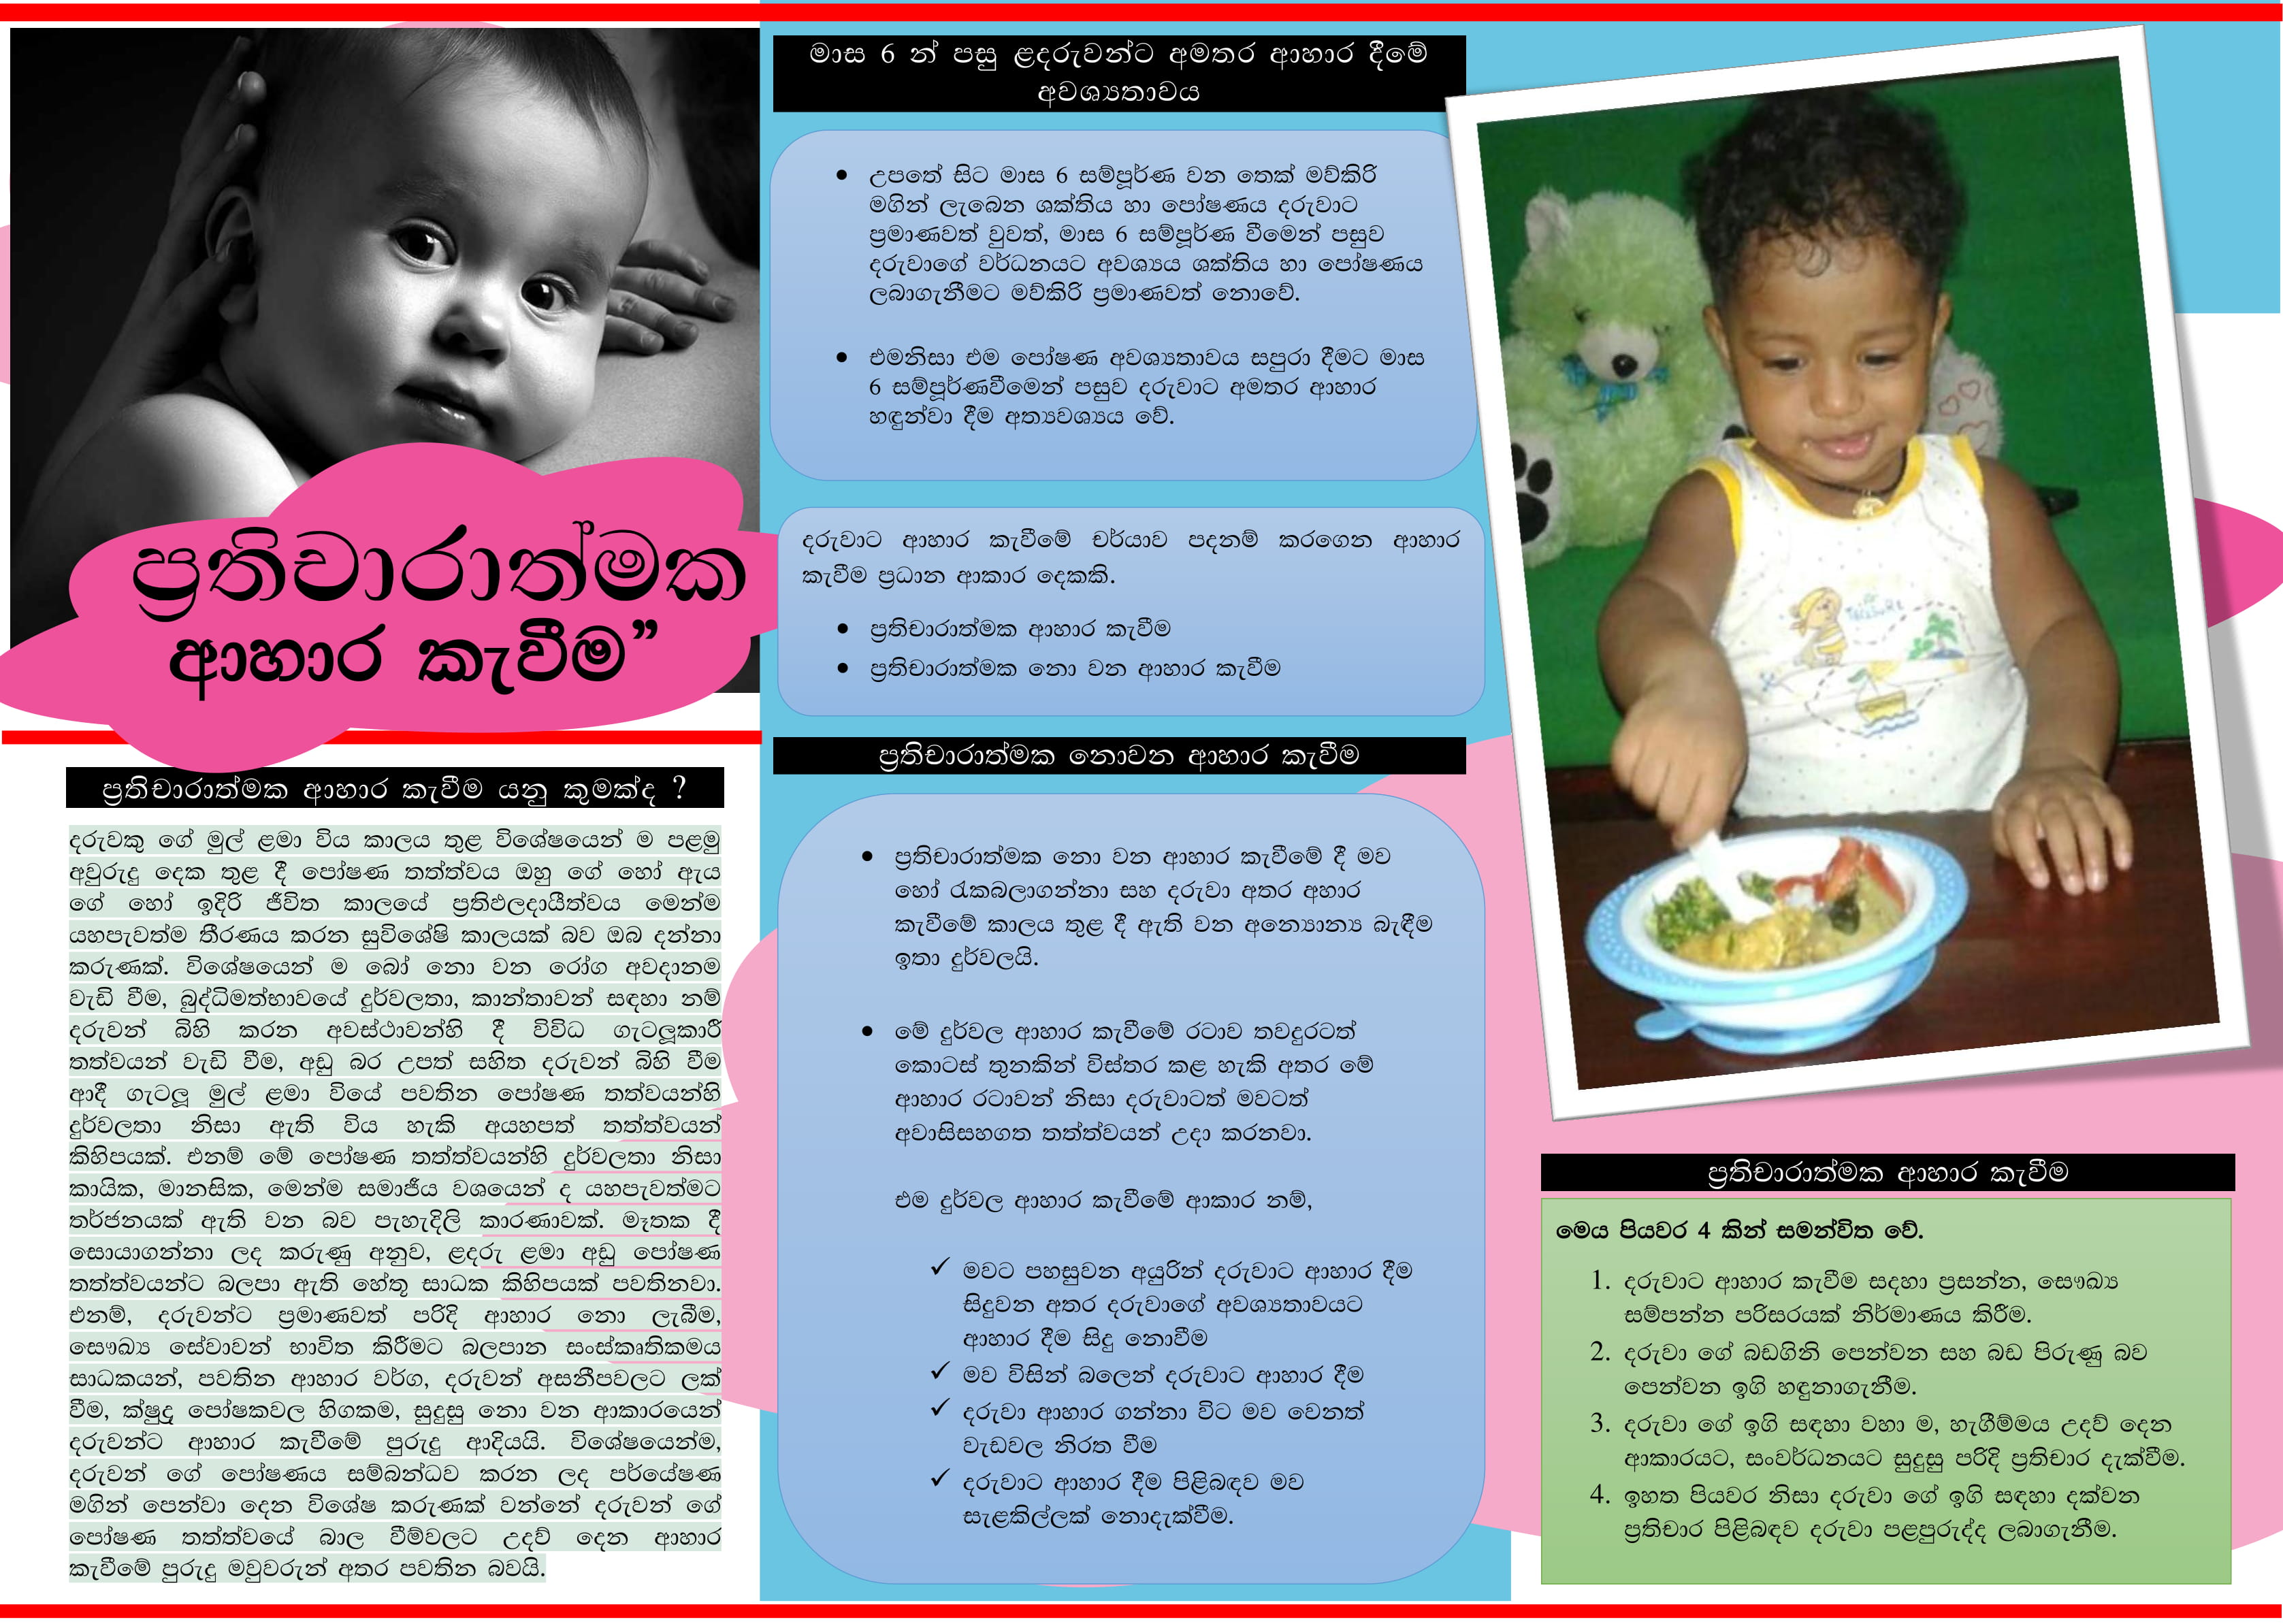 ප්‍රතිචාරාත්මක
ආහාර කැවීම”
ප්‍රතිචාරාත්මක ආහාර කැවීම යනු කුමක්ද ?
දරුවකු ගේ මුල් ළමා විය කාලය තුළ විශේෂයෙන් ම පළමු
අවුරුදු දෙක තුළ දී පෝෂණ තත්ත්වය ඔහු ගේ හෝ ඇය
ගේ හෝ ඉදිරි ජීවිත කාලයේ ප්‍රතිඵලදායීත්වය මෙන්ම
යහපැවත්ම තීරණය කරන සුවිශේෂි කාලයක් බව ඔබ දන්නා
කරුණක්. විශේෂයෙන් ම බෝ නො වන රෝග අවදානම
වැඩි වීම, බුද්ධිමත්භාවයේ දුර්වලතා, කාන්තාවන් සඳහා නම්
දරුවන් බිහි කරන අවස්ථාවන්හි දී විවිධ ගැටලූකාරී
තත්වයන් වැඩි වීම, අඩු බර උපත් සහිත දරුවන් බිහි වීම
ආදී ගැටලූ මුල් ළමා වියේ පවතින පෝෂණ තත්වයන්හි
දුර්වලතා නිසා ඇති විය හැකි අයහපත් තත්ත්වයන්
කිහිපයක්. එනම් මේ පෝෂණ තත්ත්වයන්හි දුර්වලතා නිසා
කායික, මානසික, මෙන්ම සමාජීය වශයෙන් ද යහපැවත්මට
තර්ජනයක් ඇති වන බව පැහැදිලි කාරණාවක්. මෑතක දී
සොයාගන්නා ලද කරුණු අනුව, ළදරු ළමා අඩු පෝෂණ
තත්ත්වයන්ට බලපා ඇති හේතු සාධක කිහිපයක් පවතිනවා.
එනම්, දරුවන්ට ප්‍රමාණවත් පරිදි ආහාර නො ලැබීම,
සෞඛ්‍ය සේවාවන් භාවිත කිරීමට බලපාන සංස්කෘතිකමය
සාධකයන්, පවතින ආහාර වර්ග, දරුවන් අසනීපවලට ලක්
වීම, ක්ෂුද්‍ර පෝෂකවල හිගකම, සුදුසු නො වන ආකාරයෙන්
දරුවන්ට ආහාර කැවීමේ පුරුදු ආදියයි. විශේෂයෙන්ම,
දරුවන් ගේ පෝෂණය සම්බන්ධව කරන ලද පර්යේෂණ
මගින් පෙන්වා දෙන විශේෂ කරුණක් වන්නේ දරුවන් ගේ
පෝෂණ තත්ත්වයේ බාල වීම්වලට උදව් දෙන ආහාර
කැවීමේ පුරුදු මවුවරුන් අතර පවතින බවයි.
මාස 6 න් පසු ළදරුවන්ට අමතර ආහාර දීමේ
අවශ්‍යතාවය
• උපතේ සිට මාස 6 සම්පූර්ණ වන තෙක් මව්කිරි
මගින් ලැබෙන ශක්තිය හා පෝෂණය දරුවාට
ප්‍රමාණවත් වුවත්, මාස 6 සම්පූර්ණ වීමෙන් පසුව
දරුවාගේ වර්ධනයට අවශ්‍යය ශක්තිය හා පෝෂණය
ලබාගැනීමට මව්කිරි ප්‍රමාණවත් නොවේ.
• එමනිසා එම පෝෂණ අවශ්‍යතාවය සපුරා දීමට මාස
6 සම්පූර්ණවීමෙන් පසුව දරුවාට අමතර ආහාර
හඳුන්වා දීම අත්‍යවශ්‍යය වේ.
දරුවාට ආහාර කැවීමේ චර්යාව පදනම් කරගෙන ආහාර
කැවීම ප්‍රධාන ආකාර දෙකකි.
• ප්‍රතිචාරාත්මක ආහාර කැවීම
• ප්‍රතිචාරාත්මක නො වන ආහාර කැවීම
ප්‍රතිචාරාත්මක නොවන ආහාර කැවීම
• ප්‍රතිචාරාත්මක නො වන ආහාර කැවීමේ දී මව
හෝ රැකබලාගන්නා සහ දරුවා අතර අහාර
කැවීමේ කාලය තුළ දී ඇති වන අන්‍යොන්‍ය බැඳීම
ඉතා දුර්වලයි.
• මේ දුර්වල ආහාර කැවීමේ රටාව තවදුරටත්
කොටස් තුනකින් විස්තර කළ හැකි අතර මේ
ආහාර රටාවන් නිසා දරුවාටත් මවටත්
අවාසිසහගත තත්ත්වයන් උදා කරනවා.
එම දුර්වල ආහාර කැවීමේ ආකාර නම්,
✓ මවට පහසුවන අයුරින් දරුවාට ආහාර දීම
සිදුවන අතර දරුවාගේ අවශ්‍යතාවයට
ආහාර දීම සිදු නොවීම
✓ මව විසින් බලෙන් දරුවාට ආහාර දීම
✓ දරුවා ආහාර ගන්නා විට මව වෙනත්
වැඩවල නිරත වීම
✓ දරුවාට ආහාර දීම පිළිබඳව මව
සැළකිල්ලක් නොදැක්වීම.
ප්‍රතිචාරාත්මක ආහාර කැවීම
මෙය පියවර 4 කින් සමන්විත වේ.
1. දරුවාට ආහාර කැවීම සදහා ප්‍රසන්න, සෞඛ්‍ය
සම්පන්න පරිසරයක් නිර්මාණය කිරීම.
2. දරුවා ගේ බඩගිනි පෙන්වන සහ බඩ පිරුණු බව
පෙන්වන ඉගි හඳුනාගැනීම.
3. දරුවා ගේ ඉගි සඳහා වහා ම, හැගීම්මය උදව් දෙන
ආකාරයට, සංවර්ධනයට සුදුසු පරිදි ප්‍රතිචාර දැක්වීම.
4. ඉහත පියවර නිසා දරුවා ගේ ඉගි සඳහා දක්වන
ප්‍රතිචාර පිළිබඳව දරුවා පළපුරුද්ද ලබාගැනීම.